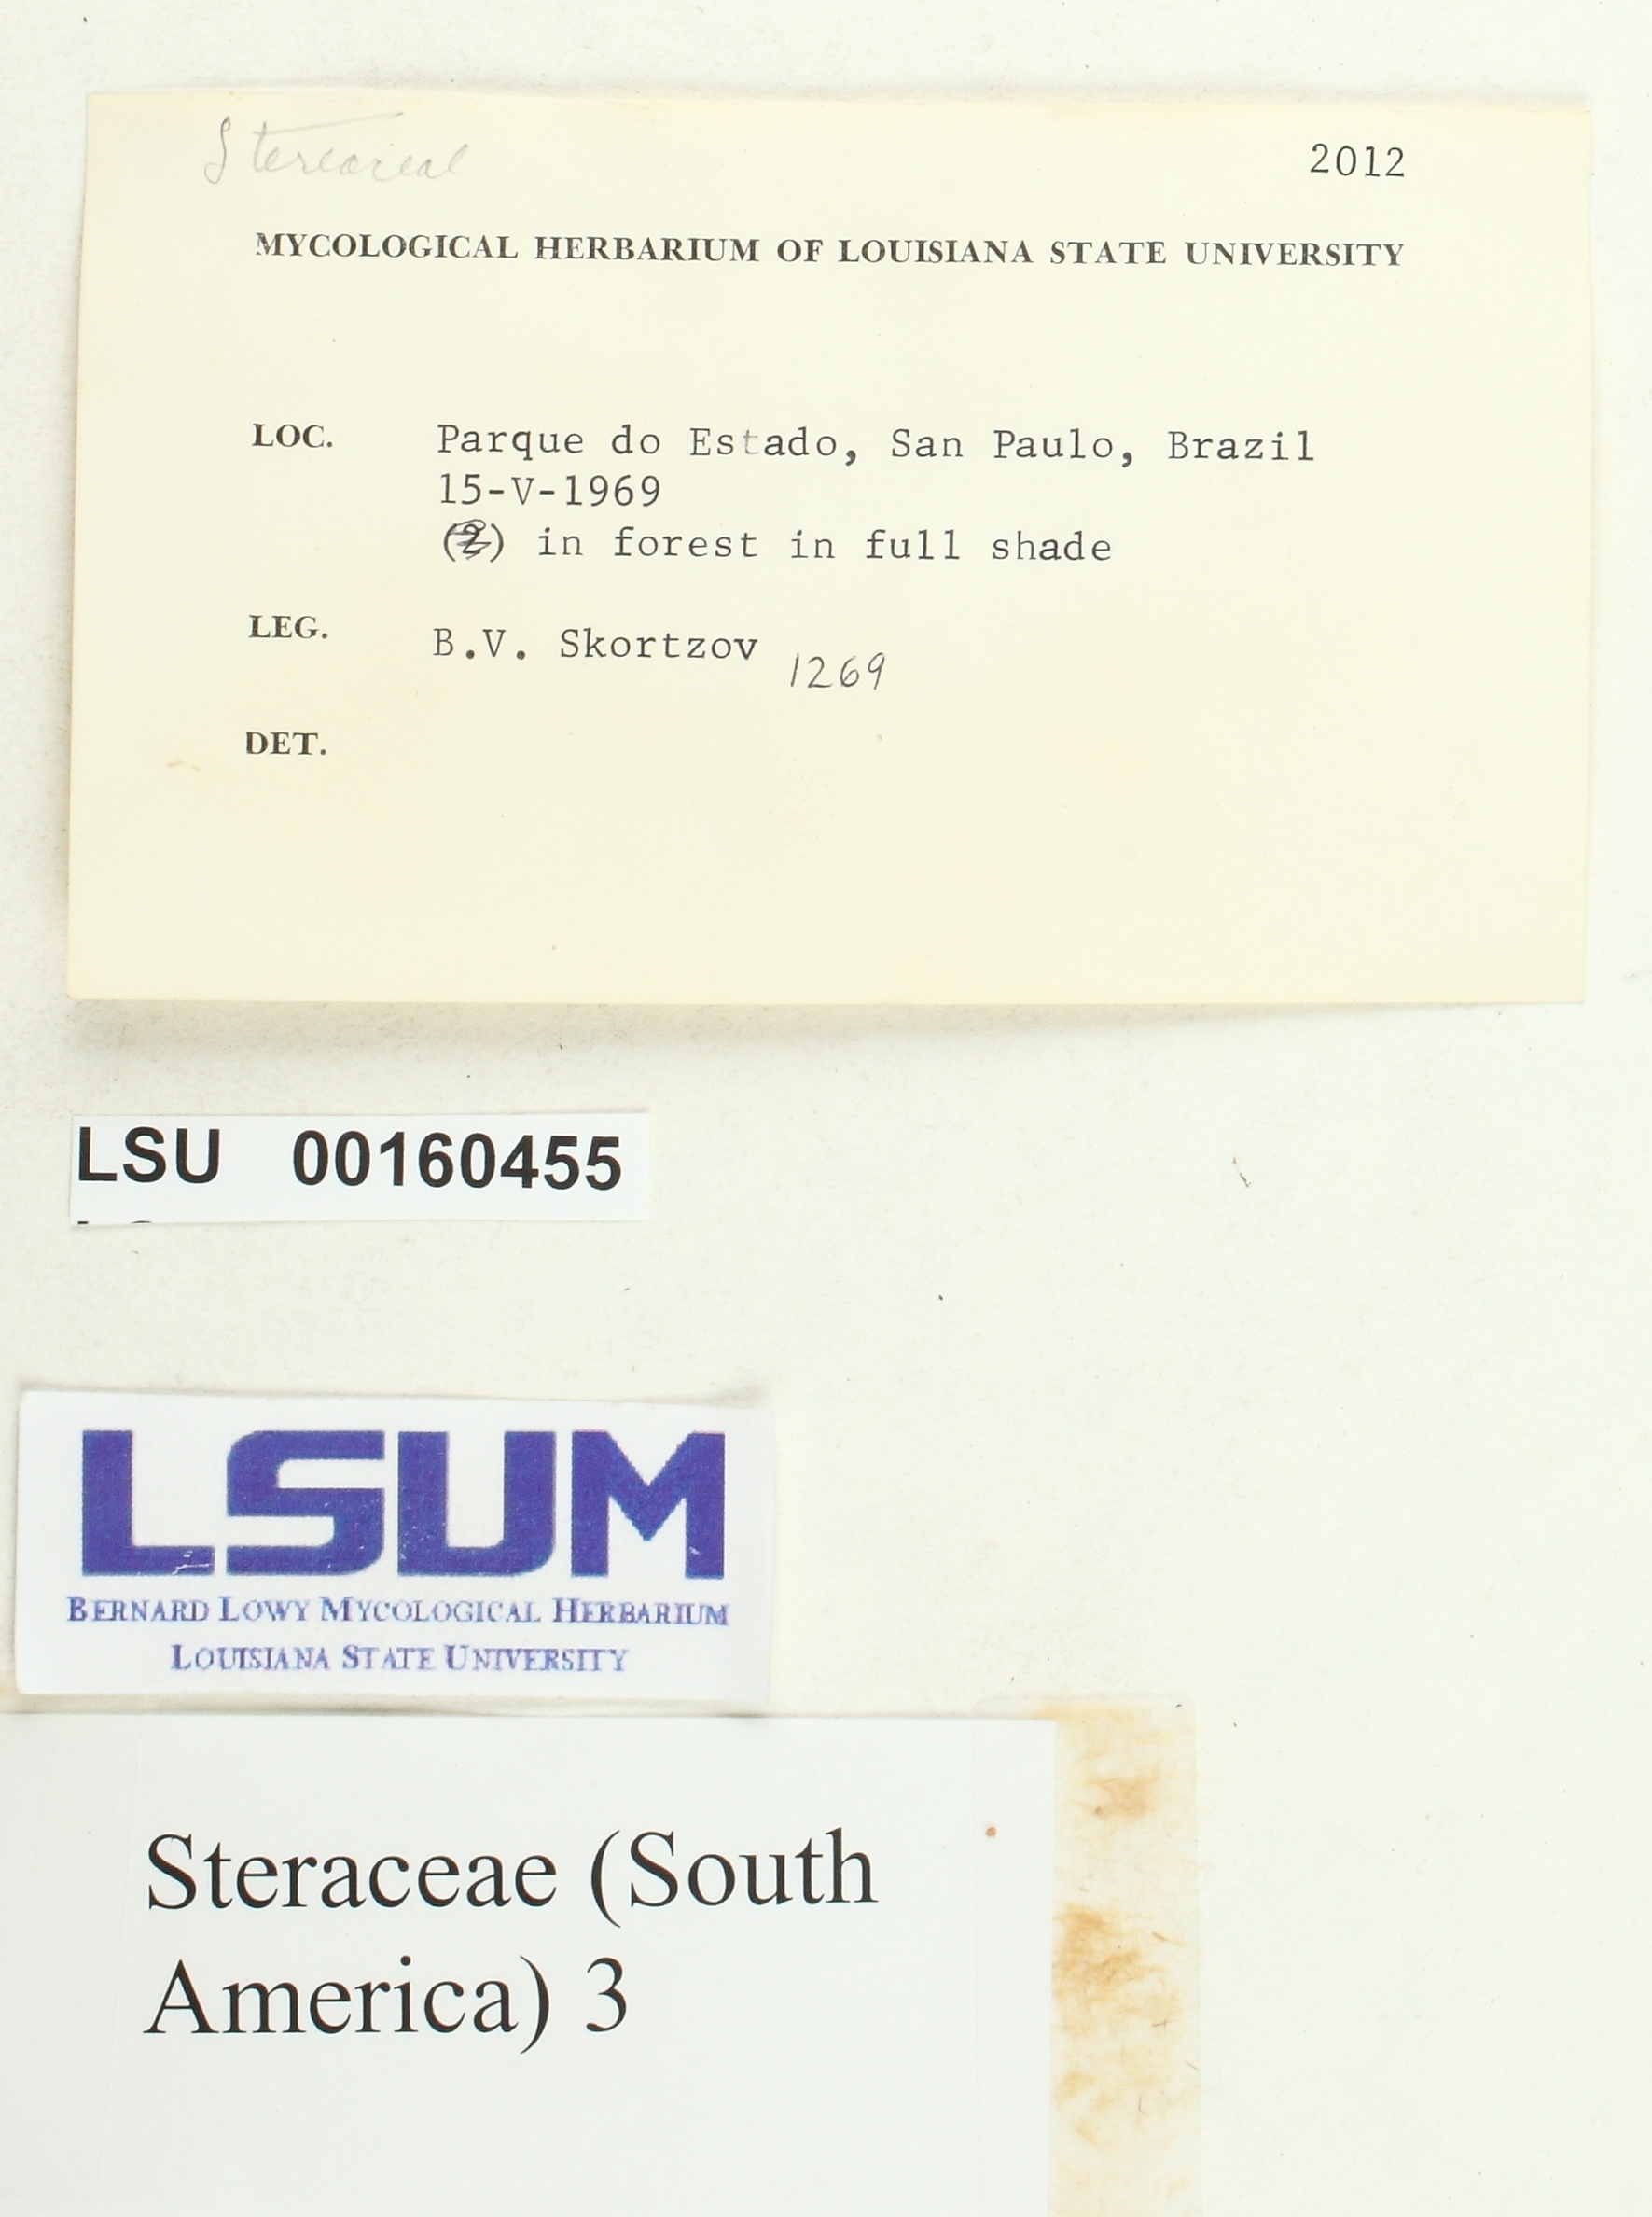 2012
MYCOLOGICAL HERBARIUM OF LOUISIANA STATE UNIVERSITY
LOC. Parque do Estado, San Paulo, Brazil
15-V-1969
(2) in forest in full shade
LEG. B.V. Skortzov 1269
DET.
LSU 00160455
LSUM
BERNARD LOWY MYCOLOGICAL HERBARIUM
LOUISIANA STATE UNIVERSITY
Steraceae (South
America) 3